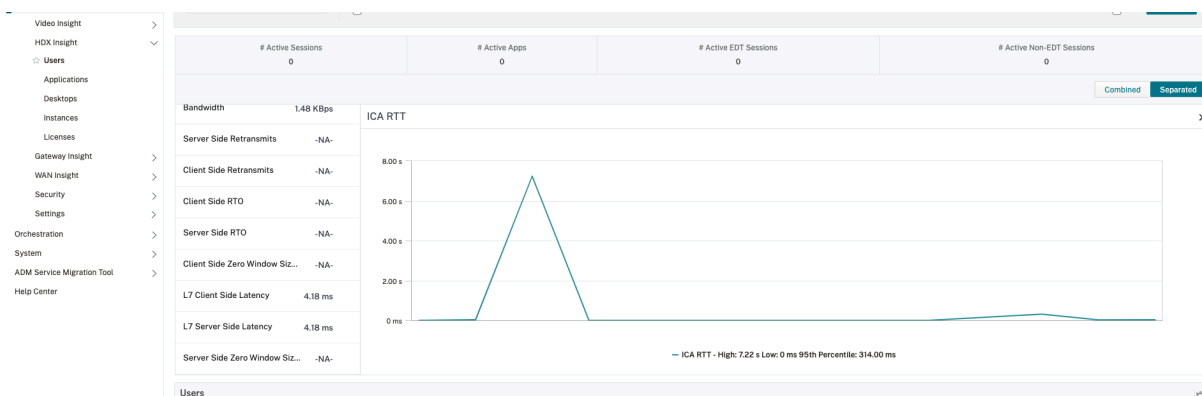 Video Insight
HDX Insight
Users
Applications
Desktops
Instances
Licenses
Gateway Insight
WAN Insight
Security
Settings
Orchestration
System
ADM Service Migration Tool
Help Center
# Active Sessions
0
# Active Apps
0
# Active EDT Sessions
0
# Active Non-EDT Sessions
0
Combined Separated
Bandwidth 1.48 KBps
Server Side Retransmits -NA-
Client Side Retransmits -NA-
Client Side RTO -NA-
Server Side RTO -NA-
Client Side Zero Window Siz... -NA-
L7 Client Side Latency 4.18 ms
L7 Server Side Latency 4.18 ms
Server Side Zero Window Siz... -NA-
ICA RTT
8.00 s
6.00 s
4.00 s
2.00 s
0 ms
ICA RTT - High: 7.22 s Low: 0 ms 95th Percentile: 314.00 ms
Users